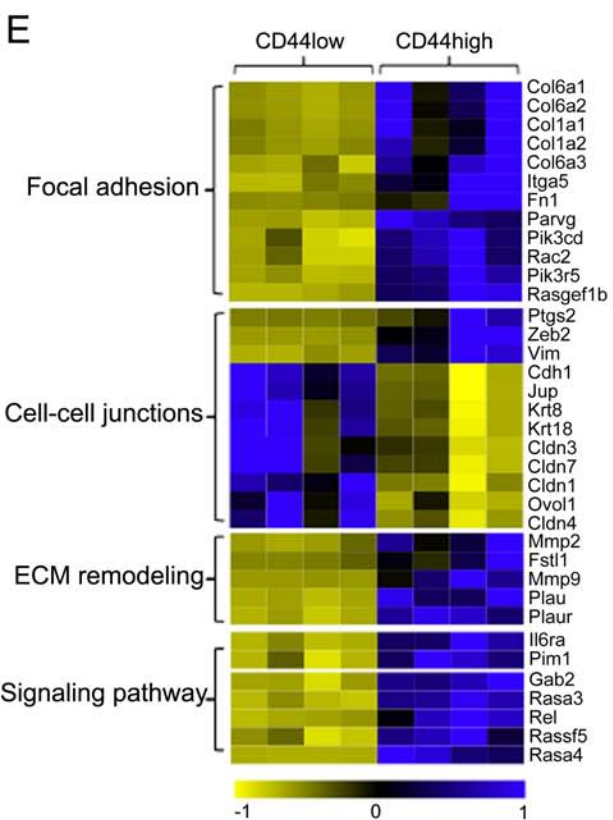 E
CD44low CD44high
Focal adhesion
Col6a1
Col6a2
Col1a1
Col1a2
Col6a3
Itga5
Fn1
Parvg
Pik3cd
Rac2
Pik3r5
Rasgef1b
Cell-cell junctions
Ptgs2
Zeb2
Vim
Cdh1
Jup
Krt8
Krt18
Cldn3
Cldn7
Cldn1
Ovol1
Cldn4
ECM remodeling
Mmp2
Fstl1
Mmp9
Plau
Plaur
Signaling pathway
Il6ra
Pim1
Gab2
Rasa3
Rel
Rassf5
Rasa4
-1 0 1